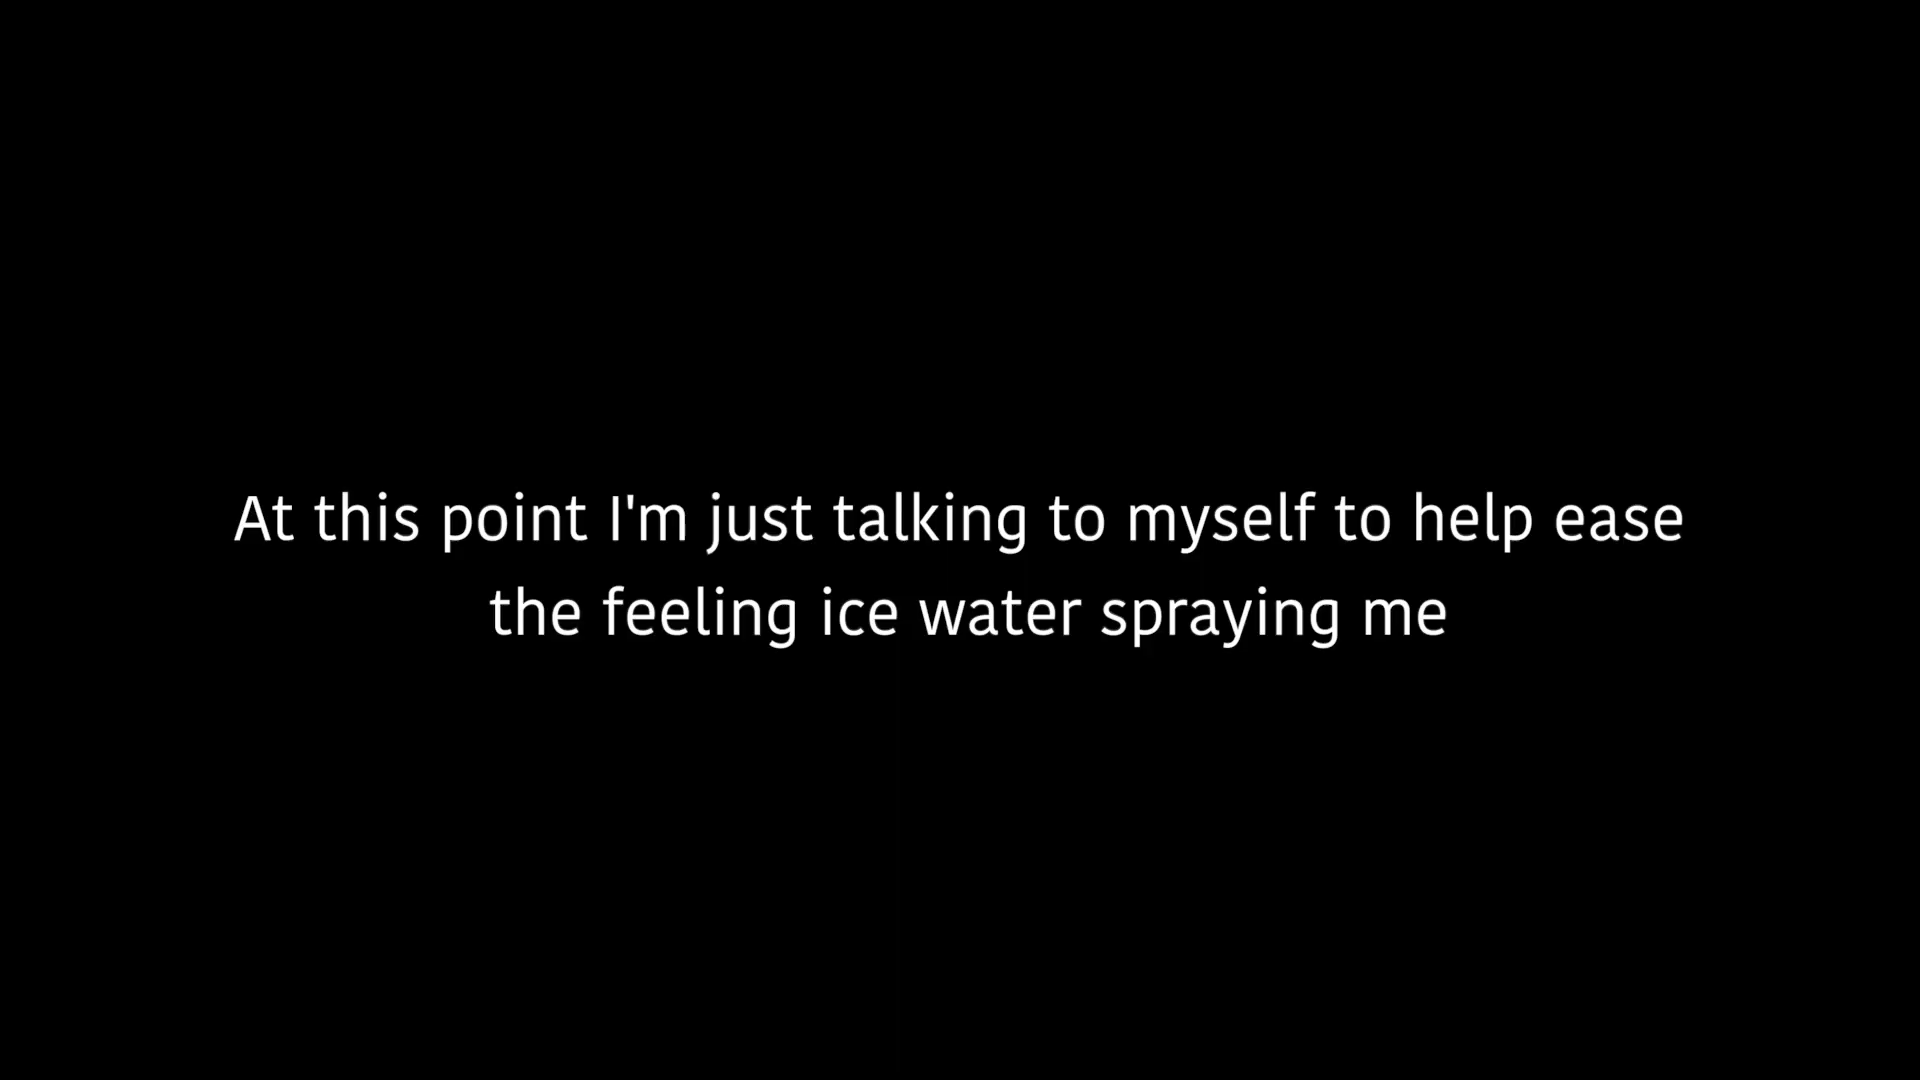 At this point I'm just talking to myself to help ease
the feeling ice water spraying me